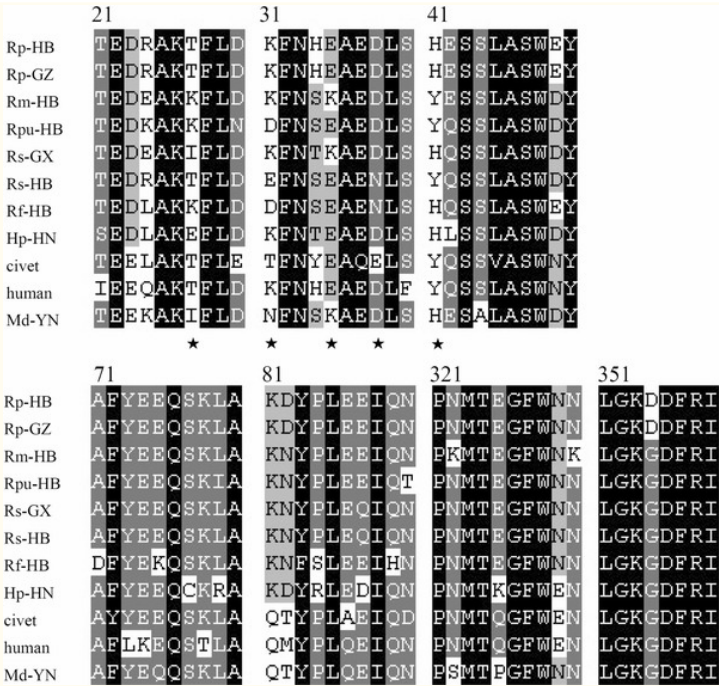 21 31 41
Rp-HB TEDRAKTFLD KFNHEAEDLS HESSLASWEY
Rp-GZ TEDRAKTFLD KFNHEAEDLS HESSLASWEY
Rm-HB TEDEAKKFLD KFNSKAEDLS YESSLASWDY
Rpu-HB TEDKAKKFLN DFNSEAEDLS YQSSLASWDY
Rs-GX TEDEAKIFLD KFNTKAEDLS HQSSLASWDY
Rs-HB TEDRAKTFLD EFNSEAENLS YQSSLASWDY
Rf-HB TEDLAKKFLD DFNSEAENLS HQSSLASWEY
Hp-HN SEDLAKEFLD KFNTEAEDLS HLSSLASWDY
civet TEELAKTFLE TFNYEAQELS YQSSVASWNY
human IEEQAKTFLD KFNHEAEDLF YQSSLASWNY
Md-YN TEEKAKIFLD NFNSKAEDLS HESALASWDY
★ ★ ★ ★ ★
71 81 321 351
Rp-HB AFYEEQSKLA KDYPLEEIQN PNMTEGFWNN LGKDDFRI
Rp-GZ AFYEEQSKLA KDYPLEEIQN PNMTEGFWNN LGKDDFRI
Rm-HB AFYEEQSKLA KNYPLEEIQN PKMTEGFWNK LGKGDFRI
Rpu-HB AFYEEQSKIA KNYPLEEIQT PNMTEGFWNN LGKGDFRI
Rs-GX AFYEEQSKLA KNYPLEQIQN PNMTEGFWNN LGKGDFRI
Rs-HB AFYEEQSKLA KNYPLEEIQN PNMTEGFWNN LGKGDFRI
Rf-HB DFYEKQSKLA KNFSLEEIHN PNMTEGFWNN LGKGDFRI
Hp-HN AFYEEQCKRA KDYRLEDIQN PNMTKGFWEN LGKGDFRI
civet AYYEEQSKLA QTYPLAEIQD PNMTQGFWEN LGKGDFRI
human AFLKEQSTLA QMYPLQEIQN PNMTQGFWEN LGKGDFRI
Md-YN AFYEQQSKLA QTYPLQEIQN PSMTPGFWNN LGKGDFRI